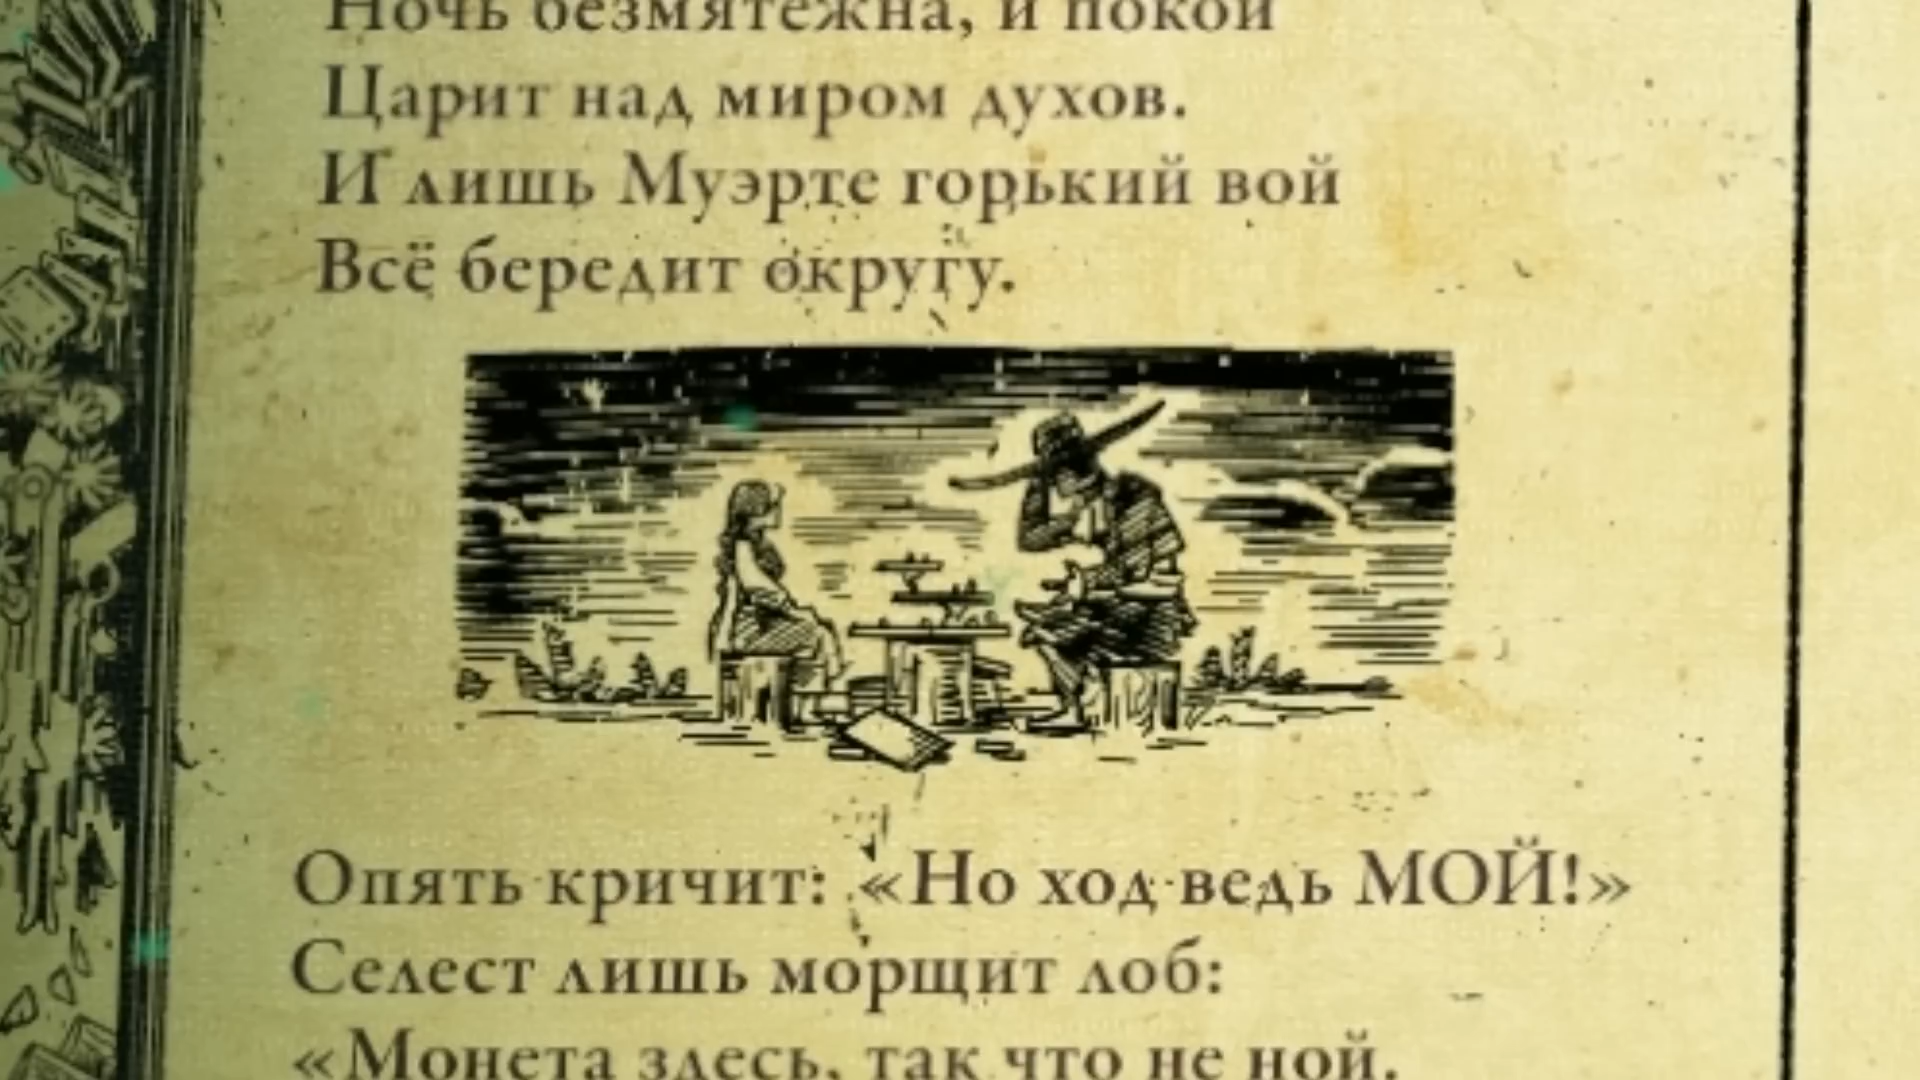 Ночь безмятежна, и покой
Царит над миром духов.
И лишь Муэрте горький вой
Всё бередит округу.
Опять кричит: «Но ход ведь МОЙ!»
Селест лишь морщит лоб:
«Монета здесь, так что не ной.